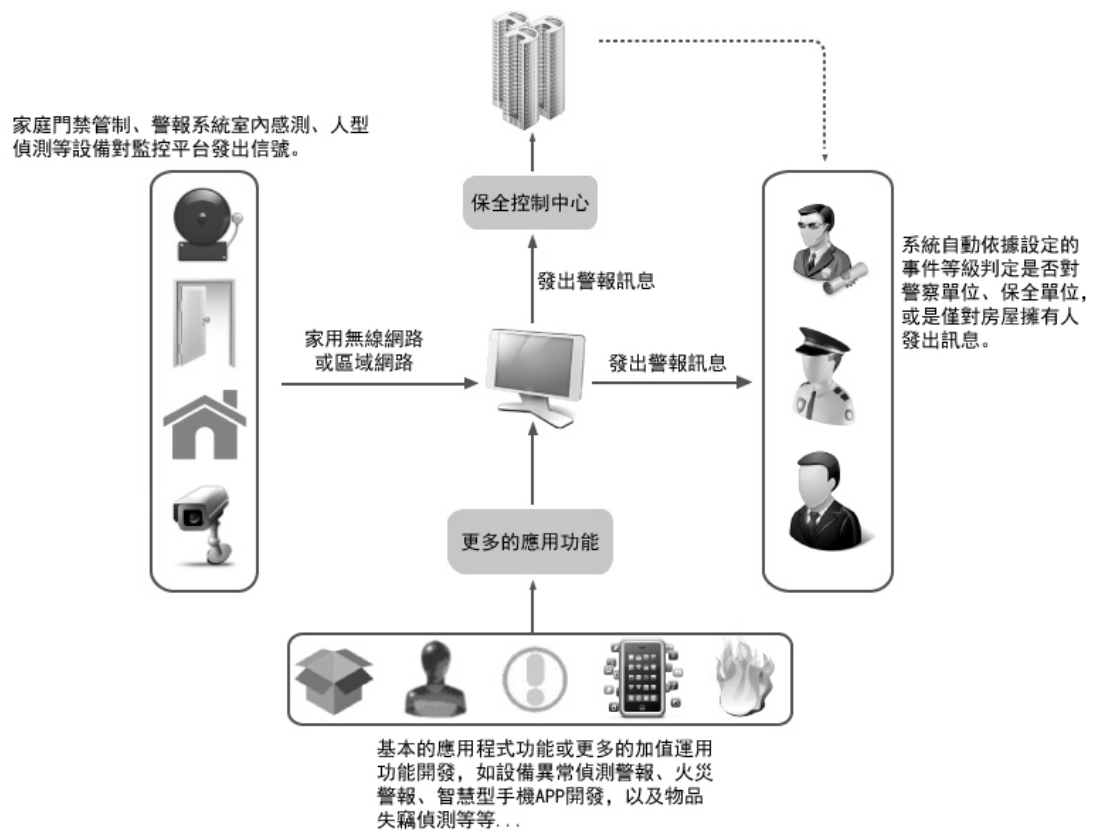 家庭門禁管制、警報系統室內感測、人型
偵測等設備對監控平台發出信號。
保全控制中心
發出警報訊息
家用無線網路
或區域網路
發出警報訊息
系統自動依據設定的
事件等級判定是否對
警察單位、保全單位,
或是僅對房屋擁有人
發出訊息。
更多的應用功能
基本的應用程式功能或更多的加值運用
功能開發, 如設備異常偵測警報、火災
警報、智慧型手機APP開發, 以及物品
失竊偵測等等...